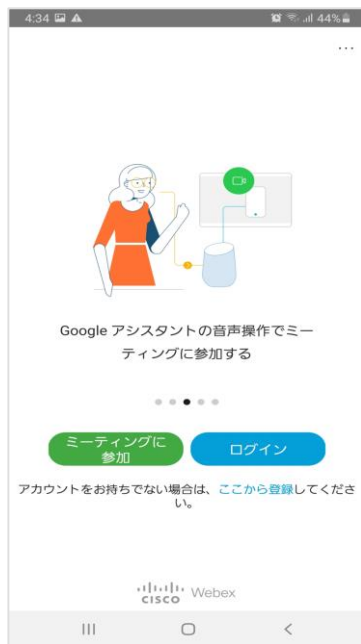 4:34
44%
Google アシスタントの音声操作でミー
ティングに参加する
ミーティングに
参加
ログイン
アカウントをお持ちでない場合は、ここから登録してくださ
い。
CISCO Webex